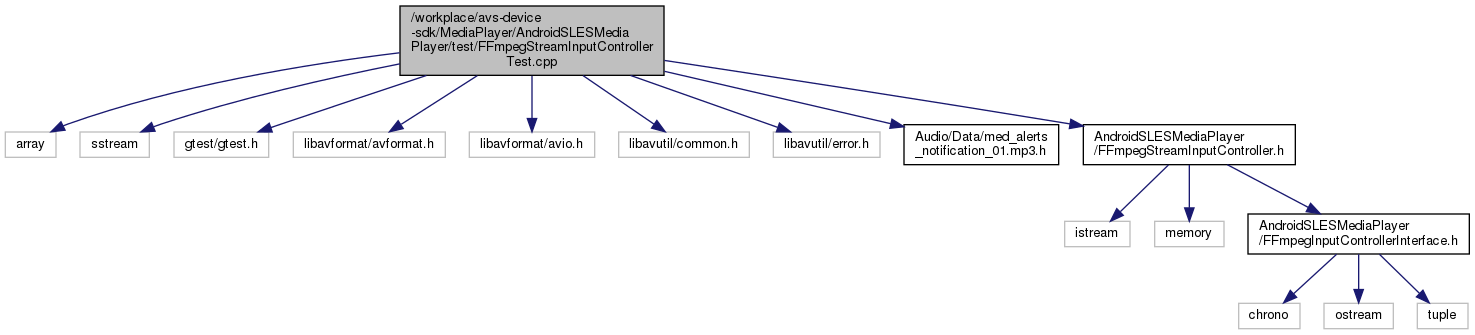 /workplace/avs-device
-sdk/MediaPlayer/AndroidSLESMedia
Player/test/FFmpegStreamInputController
Test.cpp
array
sstream
gtest/gtest.h
libavformat/avformat.h
libavformat/avio.h
libavutil/common.h
libavutil/error.h
Audio/Data/med_alerts
_notification_01.mp3.h
AndroidSLESMediaPlayer
/FFmpegStreamInputController.h
istream
memory
AndroidSLESMediaPlayer
/FFmpegInputControllerInterface.h
chrono
ostream
tuple